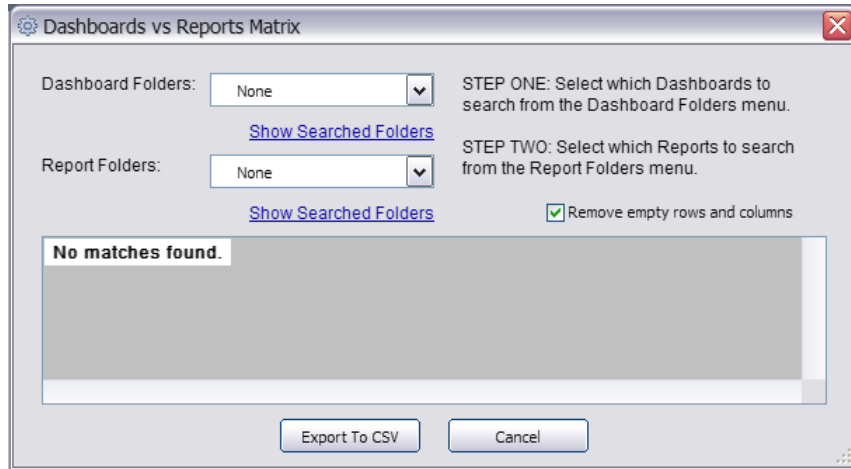 Dashboards vs Reports Matrix
Dashboard Folders:
None
Show Searched Folders
STEP ONE: Select which Dashboards to
search from the Dashboard Folders menu.
Report Folders:
None
Show Searched Folders
STEP TWO: Select which Reports to search
from the Report Folders menu.
Remove empty rows and columns
No matches found.
Export To CSV
Cancel